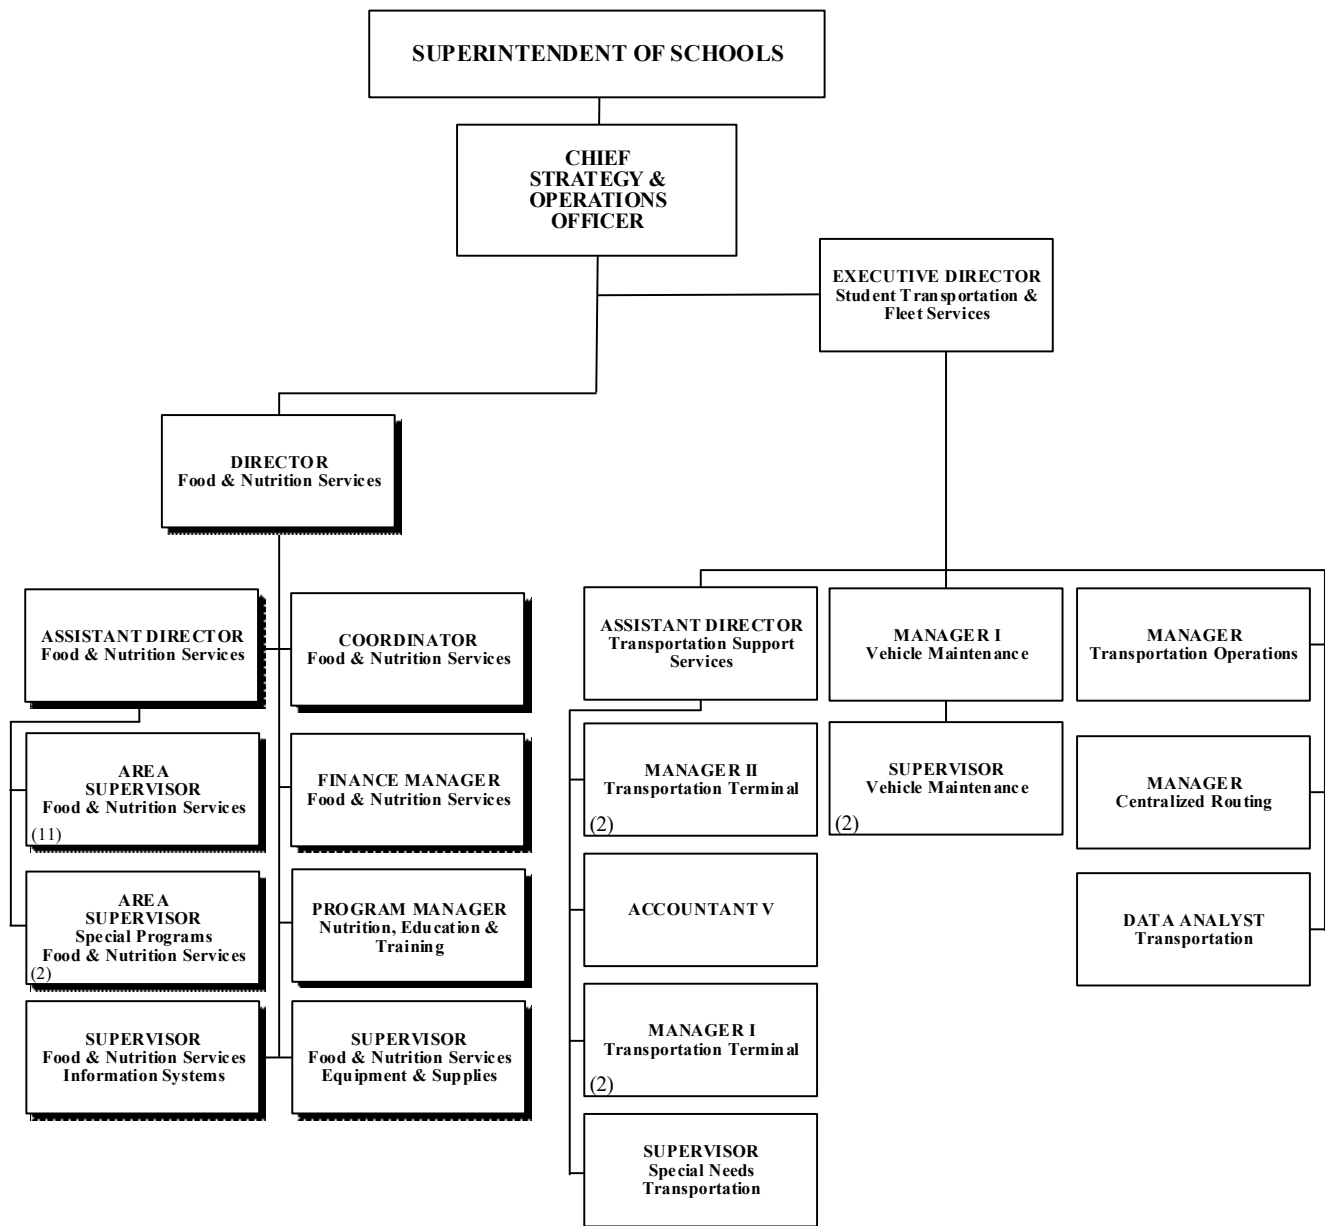 SUPERINTENDENT OF SCHOOLS
CHIEF
STRATEGY &
OPERATIONS
OFFICER
EXECUTIVE DIRECTOR
Student Transportation &
Fleet Services
DIRECTOR
Food & Nutrition Services
ASSISTANT DIRECTOR
Food & Nutrition Services
COORDINATOR
Food & Nutrition Services
AREA
SUPERVISOR
Food & Nutrition Services
(11)
FINANCE MANAGER
Food & Nutrition Services
AREA
SUPERVISOR
Special Programs
Food & Nutrition Services
(2)
PROGRAM MANAGER
Nutrition, Education &
Training
SUPERVISOR
Food & Nutrition Services
Information Systems
SUPERVISOR
Food & Nutrition Services
Equipment & Supplies
ASSISTANT DIRECTOR
Transportation Support
Services
MANAGER I
Vehicle Maintenance
MANAGER
Transportation Operations
MANAGER II
Transportation Terminal
(2)
SUPERVISOR
Vehicle Maintenance
(2)
MANAGER
Centralized Routing
ACCOUNTANT V
DATA ANALYST
Transportation
MANAGER I
Transportation Terminal
(2)
SUPERVISOR
Special Needs
Transportation